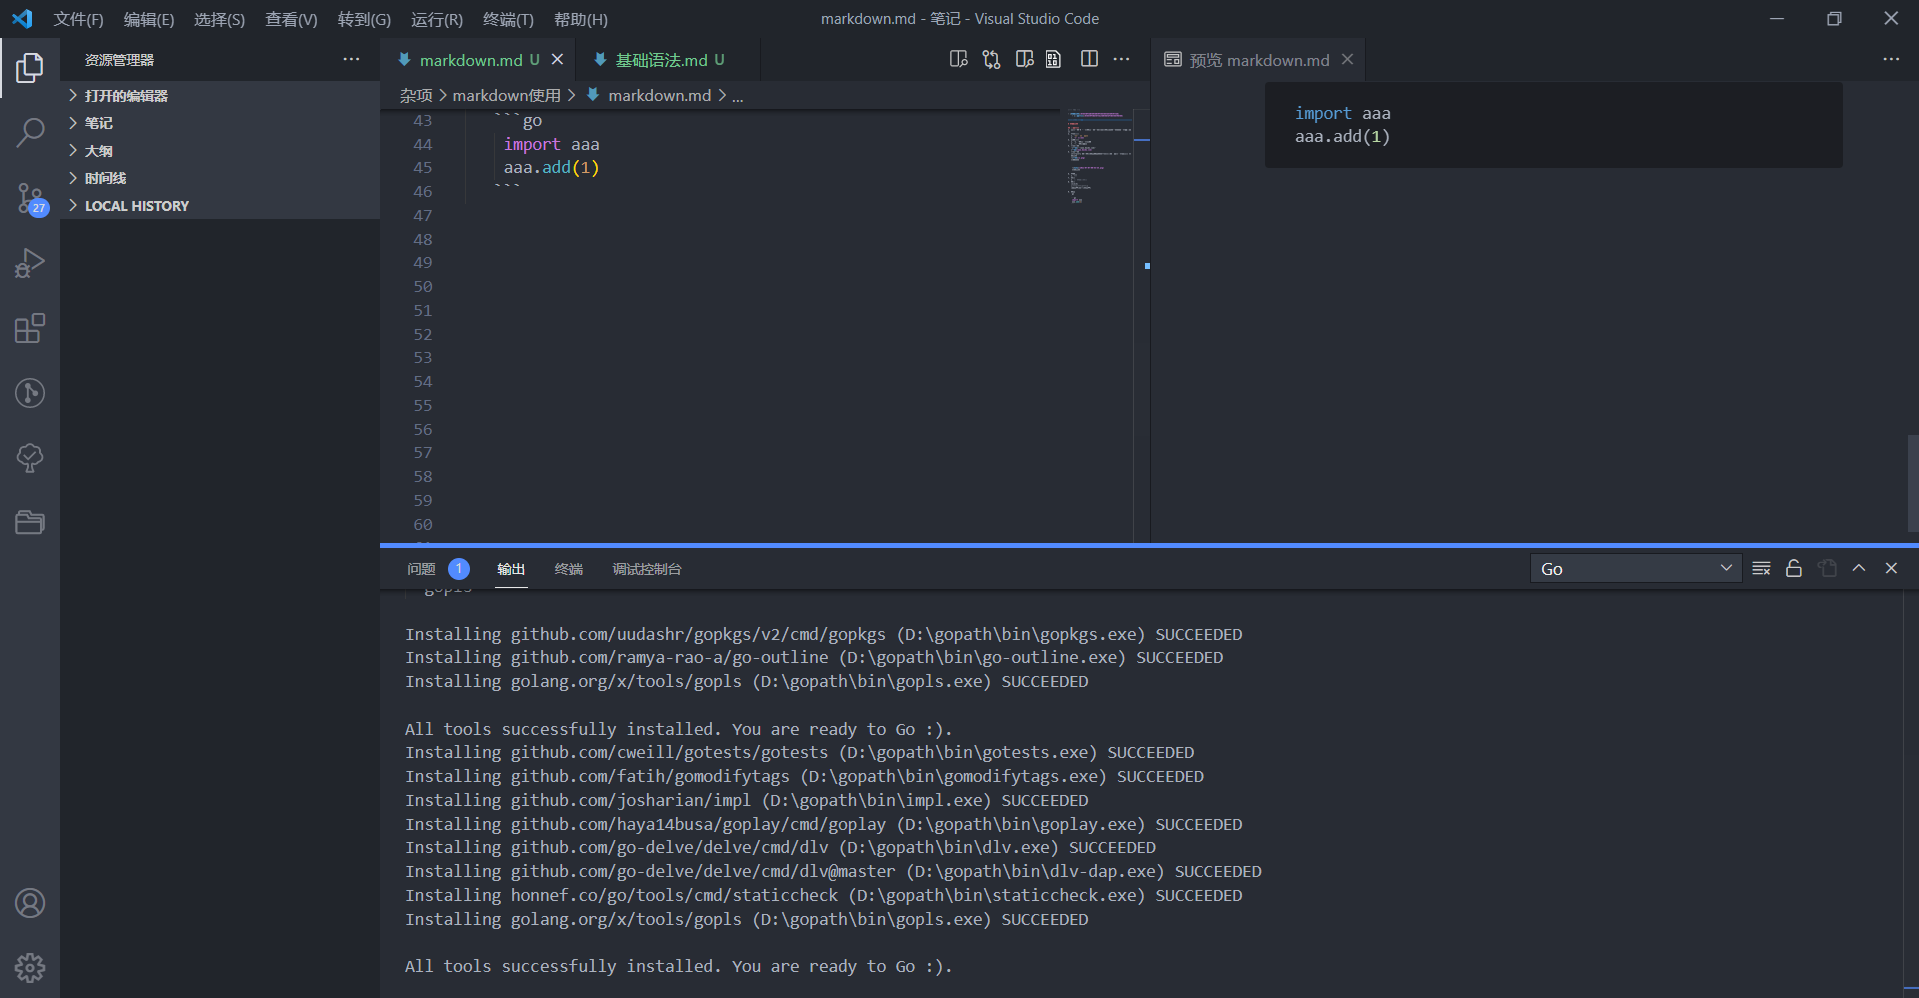 文件(F) 编辑(E) 选择(S) 查看(V) 转到(G) 运行(R) 终端(T) 帮助(H) markdown.md - 笔记 - Visual Studio Code
资源管理器
打开的编辑器
笔记
大纲
时间线
LOCAL HISTORY
27
markdown.md U 基础语法.md U
杂项 > markdown使用 > markdown.md > ...
43 ```go
44 import aaa
45 aaa.add(1)
46 ```
47
48
49
50
51
52
53
54
55
56
57
58
59
60
预览 markdown.md
import aaa
aaa.add(1)
问题 1 输出 终端 调试控制台 Go
gopls
Installing github.com/uudashr/gopkgs/v2/cmd/gopkgs (D:\gopath\bin\gopkgs.exe) SUCCEEDED
Installing github.com/ramya-rao-a/go-outline (D:\gopath\bin\go-outline.exe) SUCCEEDED
Installing golang.org/x/tools/gopls (D:\gopath\bin\gopls.exe) SUCCEEDED
All tools successfully installed. You are ready to Go :).
Installing github.com/cweill/gotests/gotests (D:\gopath\bin\gotests.exe) SUCCEEDED
Installing github.com/fatih/gomodifytags (D:\gopath\bin\gomodifytags.exe) SUCCEEDED
Installing github.com/josharian/impl (D:\gopath\bin\impl.exe) SUCCEEDED
Installing github.com/haya14busa/goplay/cmd/goplay (D:\gopath\bin\goplay.exe) SUCCEEDED
Installing github.com/go-delve/delve/cmd/dlv (D:\gopath\bin\dlv.exe) SUCCEEDED
Installing github.com/go-delve/delve/cmd/dlv@master (D:\gopath\bin\dlv-dap.exe) SUCCEEDED
Installing honnef.co/go/tools/cmd/staticcheck (D:\gopath\bin\staticcheck.exe) SUCCEEDED
Installing golang.org/x/tools/gopls (D:\gopath\bin\gopls.exe) SUCCEEDED
All tools successfully installed. You are ready to Go :).